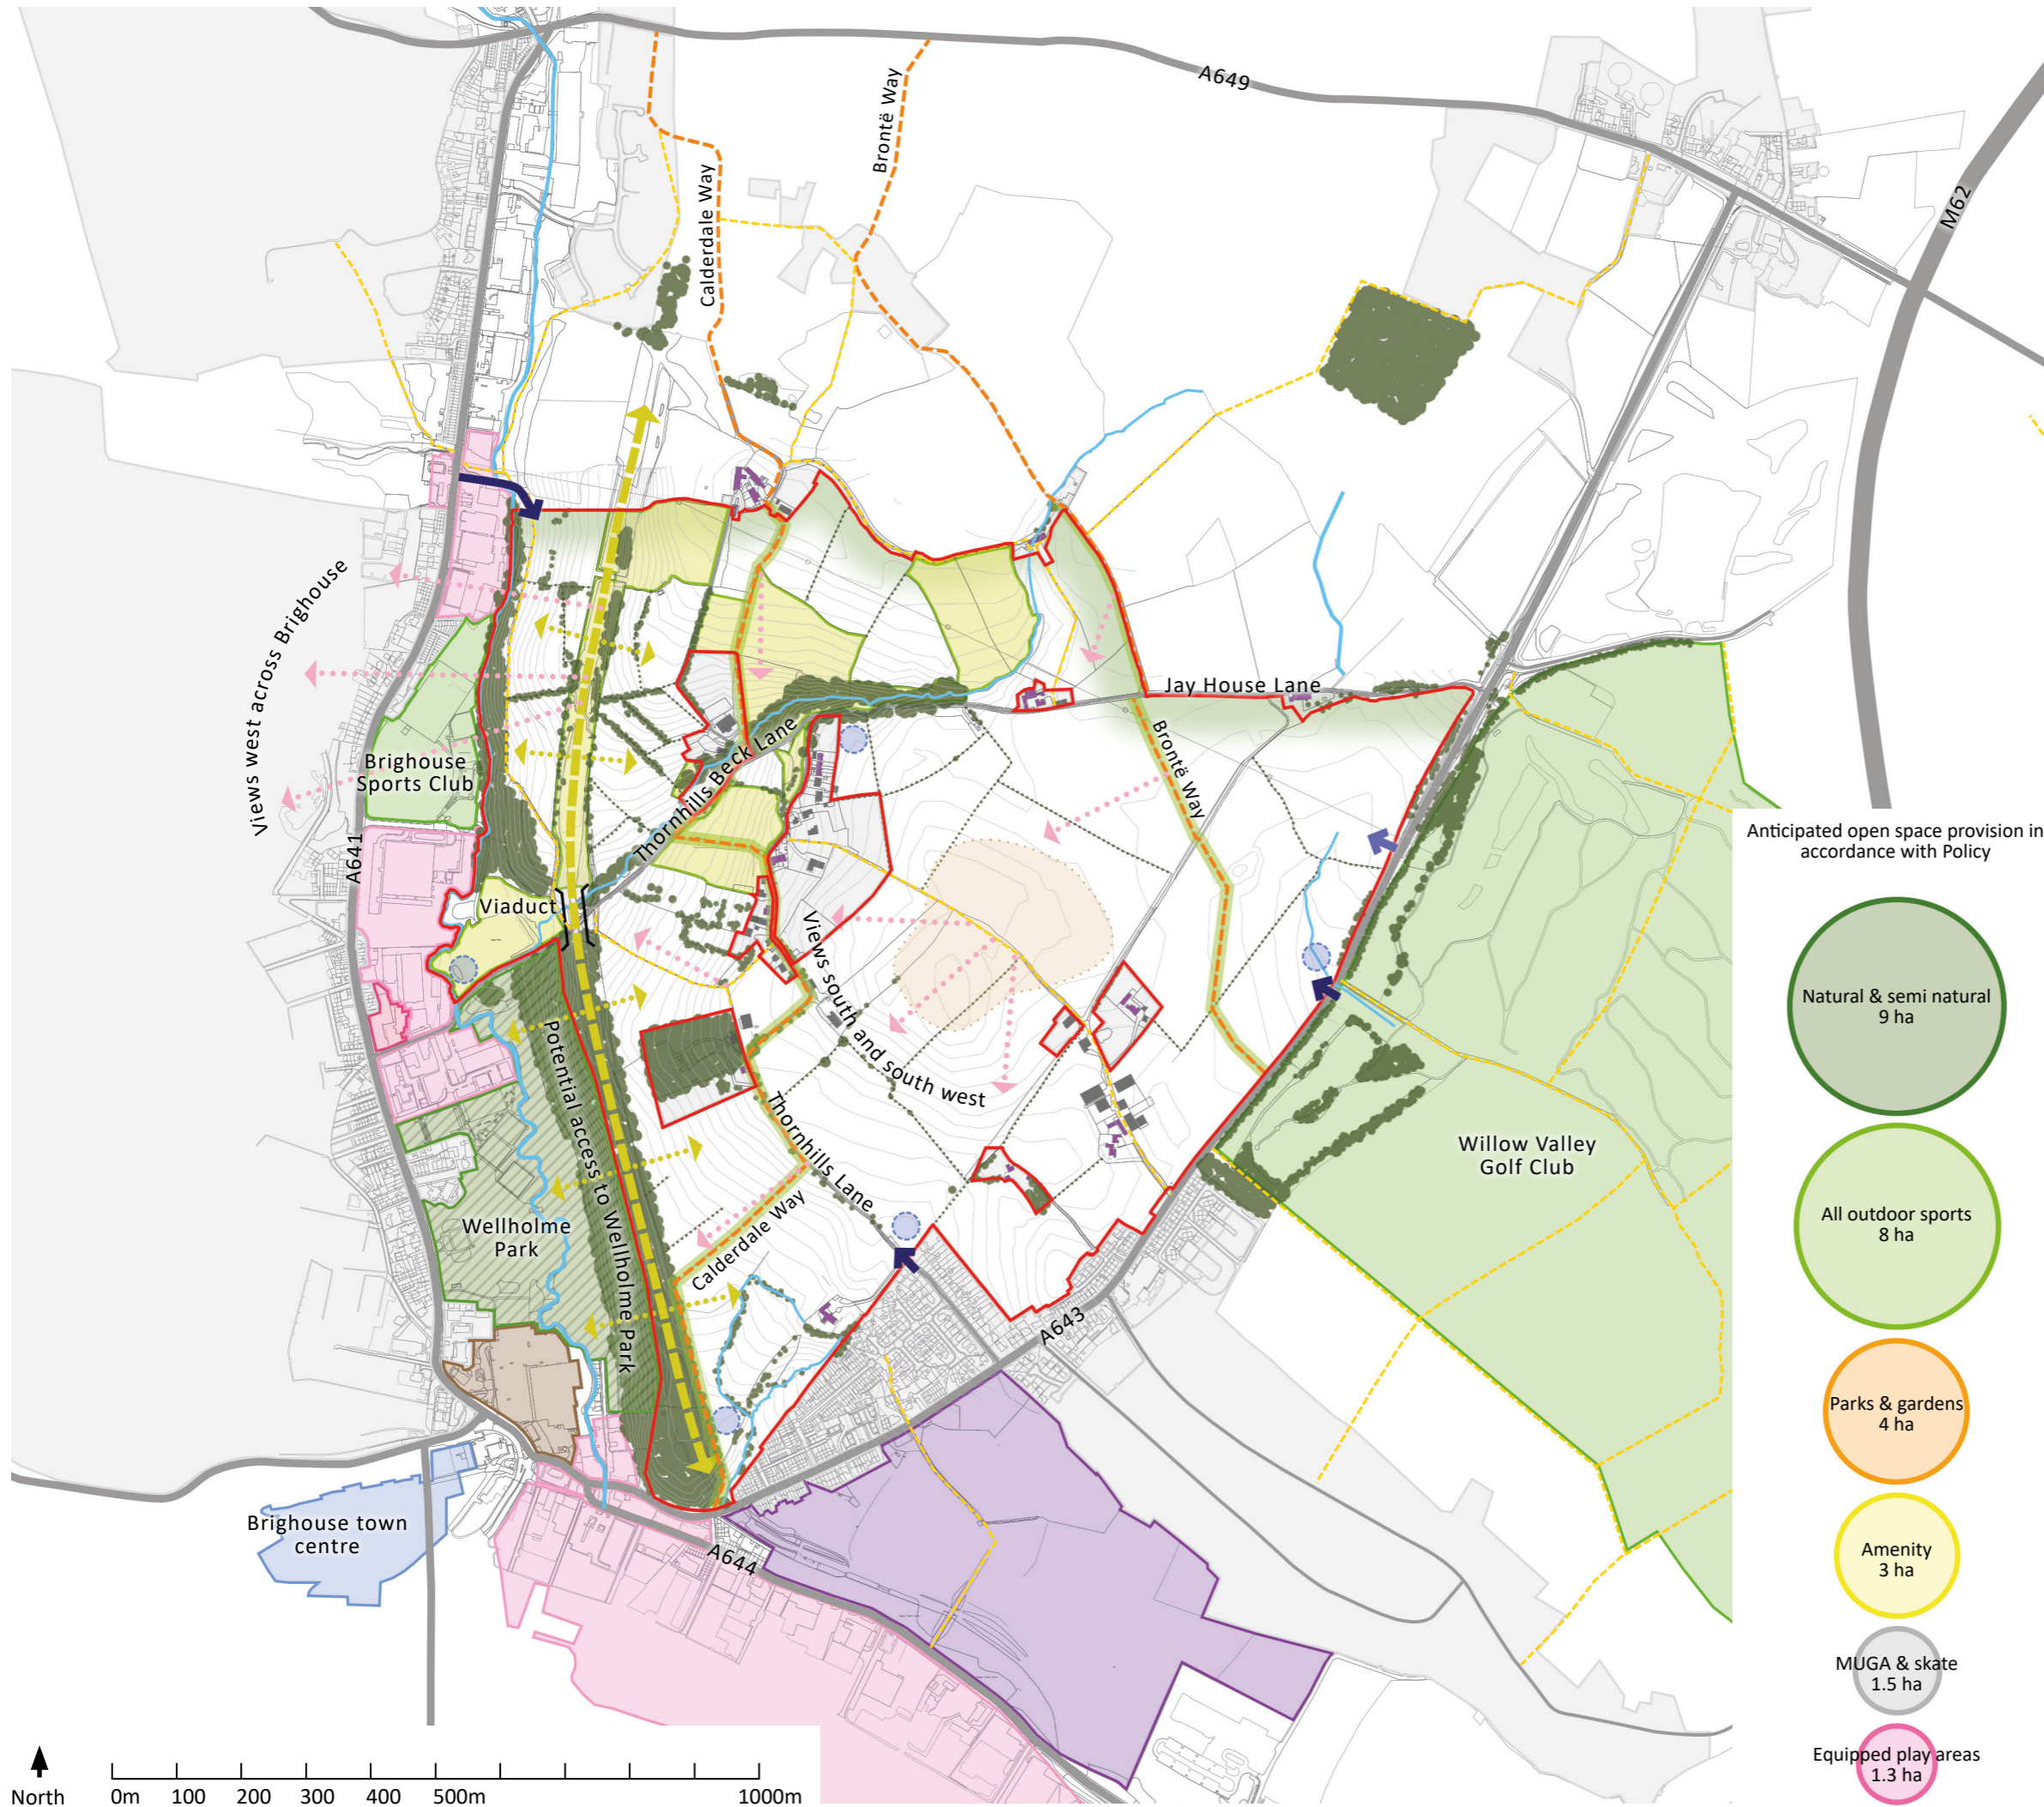 A649
Brontë Way
Calderdale Way
M62
Views west across Brighouse
Jay House Lane
Brontë Way
Brighouse
Sports Club
Thornhills Beck Lane
A641
Viaduct
Views south and south west
Potential access to Wellholme Park
Thornhills Lane
Wellholme
Park
Calderdale Way
Willow Valley
Golf Club
A643
Brighouse town
centre
A644
Anticipated open space provision in
accordance with Policy
Natural & semi natural
9 ha
All outdoor sports
8 ha
Parks & gardens
4 ha
Amenity
3 ha
MUGA & skate
1.5 ha
Equipped play areas
1.3 ha
North
0m 100 200 300 400 500m 1000m